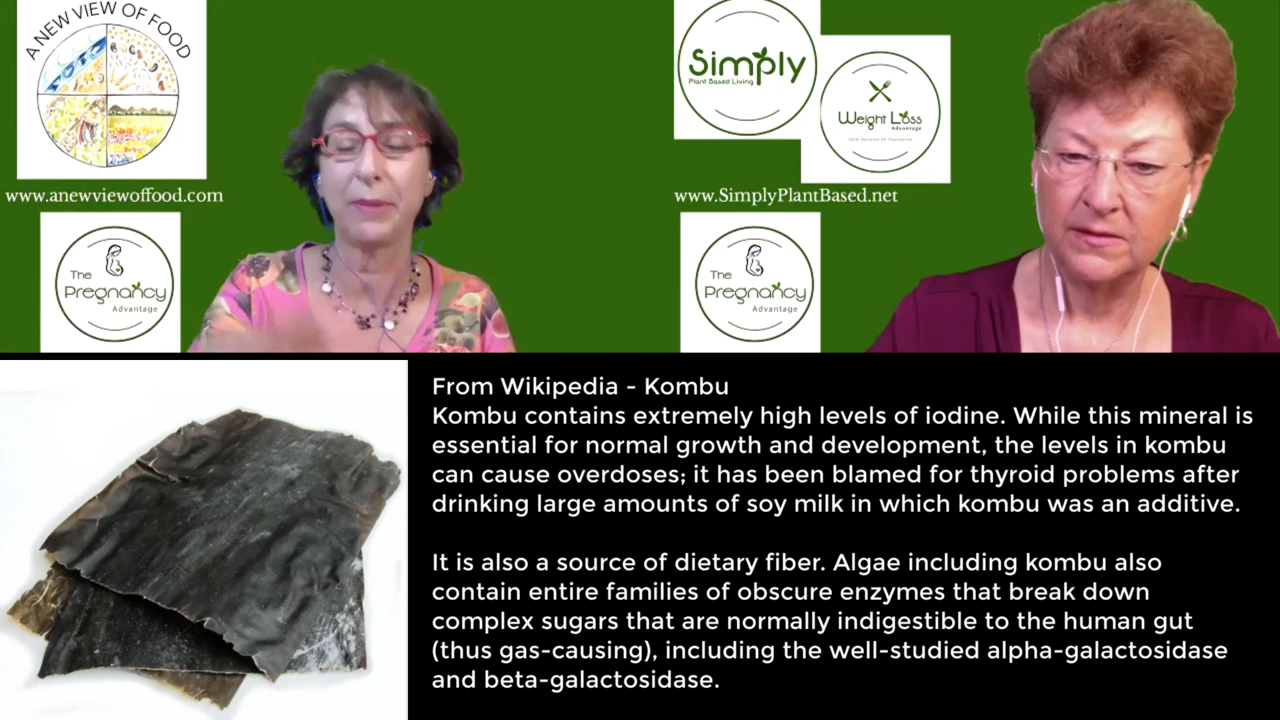 A NEW VIEW OF FOOD
www.anewviewoffood.com
The
Pregnancy
Advantage
Simply
Plant Based Living
Weight Loss
Advantage
www.SimplyPlantBased.net
The
Pregnancy
Advantage
From Wikipedia - Kombu
Kombu contains extremely high levels of iodine. While this mineral is
essential for normal growth and development, the levels in kombu
can cause overdoses; it has been blamed for thyroid problems after
drinking large amounts of soy milk in which kombu was an additive.
It is also a source of dietary fiber. Algae including kombu also
contain entire families of obscure enzymes that break down
complex sugars that are normally indigestible to the human gut
(thus gas-causing), including the well-studied alpha-galactosidase
and beta-galactosidase.